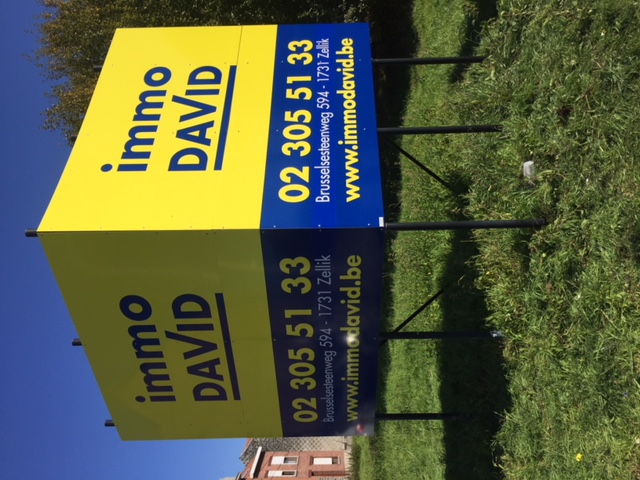 immo
DAVID
02 305 51 33
Brusselsesteenweg 594 - 1731 Zellik
www.immodavid.be
immo
DAVID
02 305 51 33
Brusselsesteenweg 594 - 1731 Zellik
www.immodavid.be